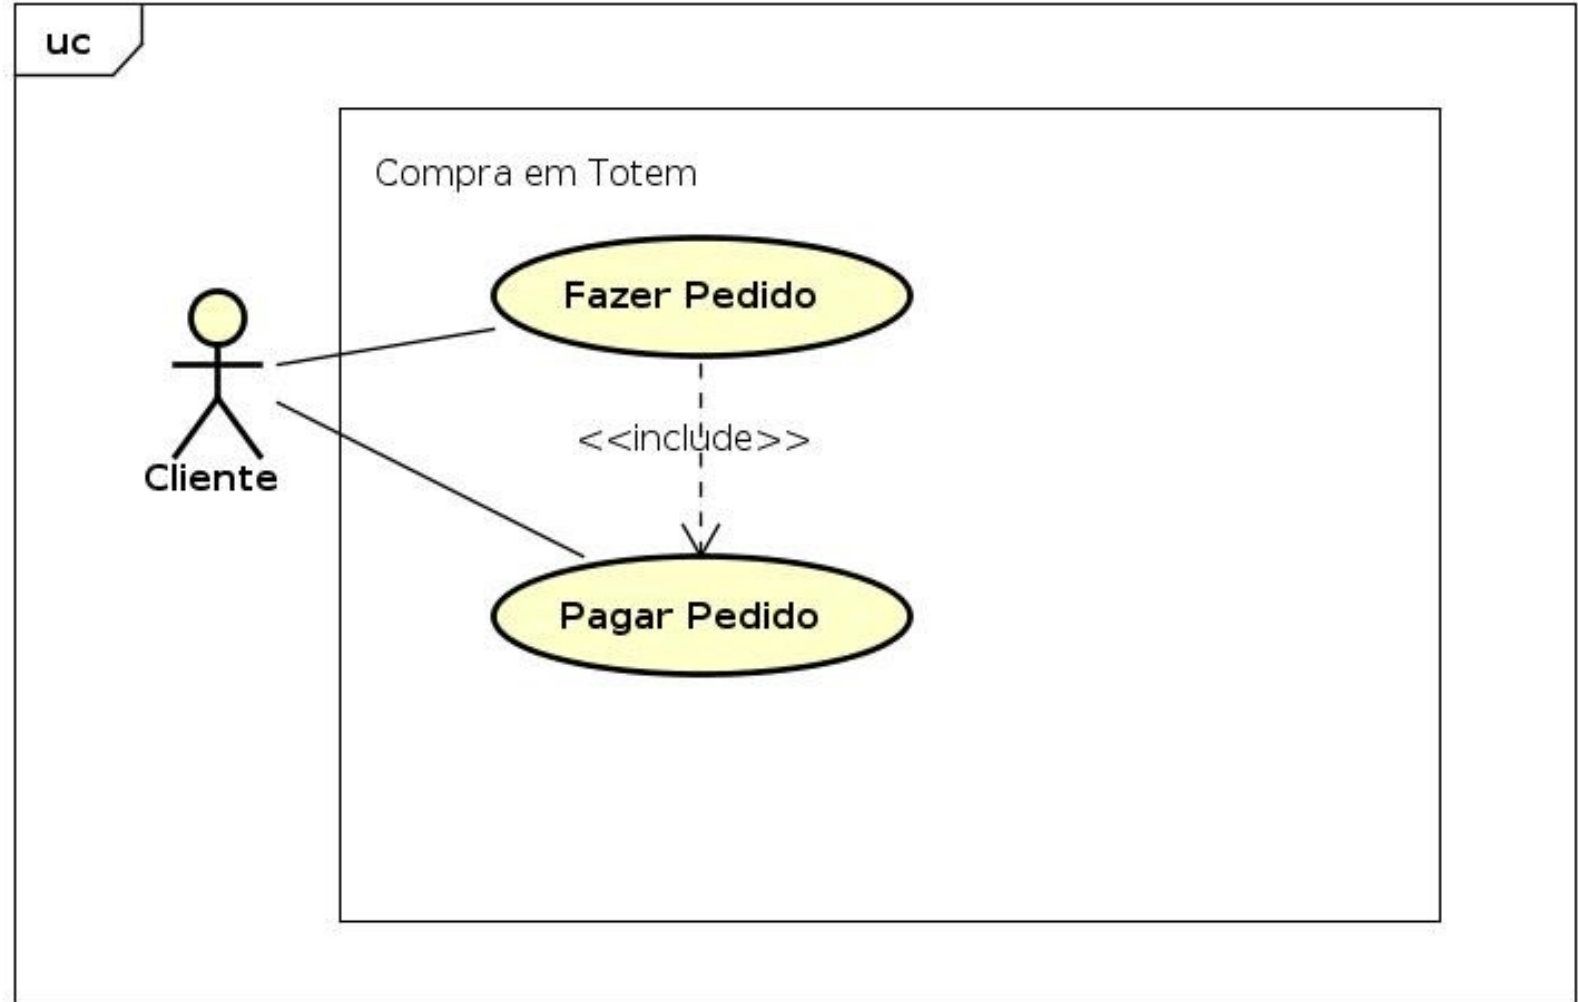 uc
Compra em Totem
Fazer Pedido
<<include>>
Cliente
Pagar Pedido